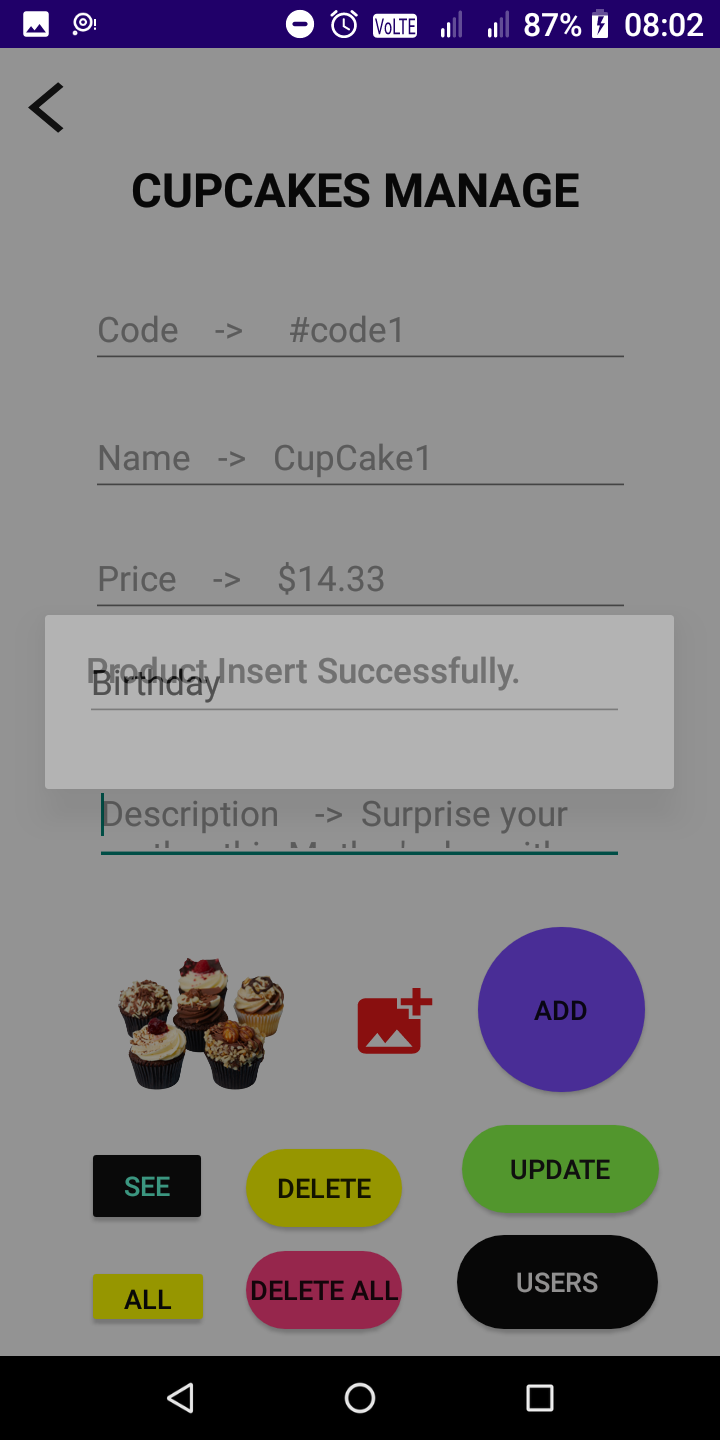 VoLTE 87% 08:02
CUPCAKES MANAGE
Code -> #code1
Name -> CupCake1
Price -> $14.33
Product Insert Successfully.
Birthday
Description -> Surprise your
ADD
SEE DELETE UPDATE
ALL DELETE ALL USERS